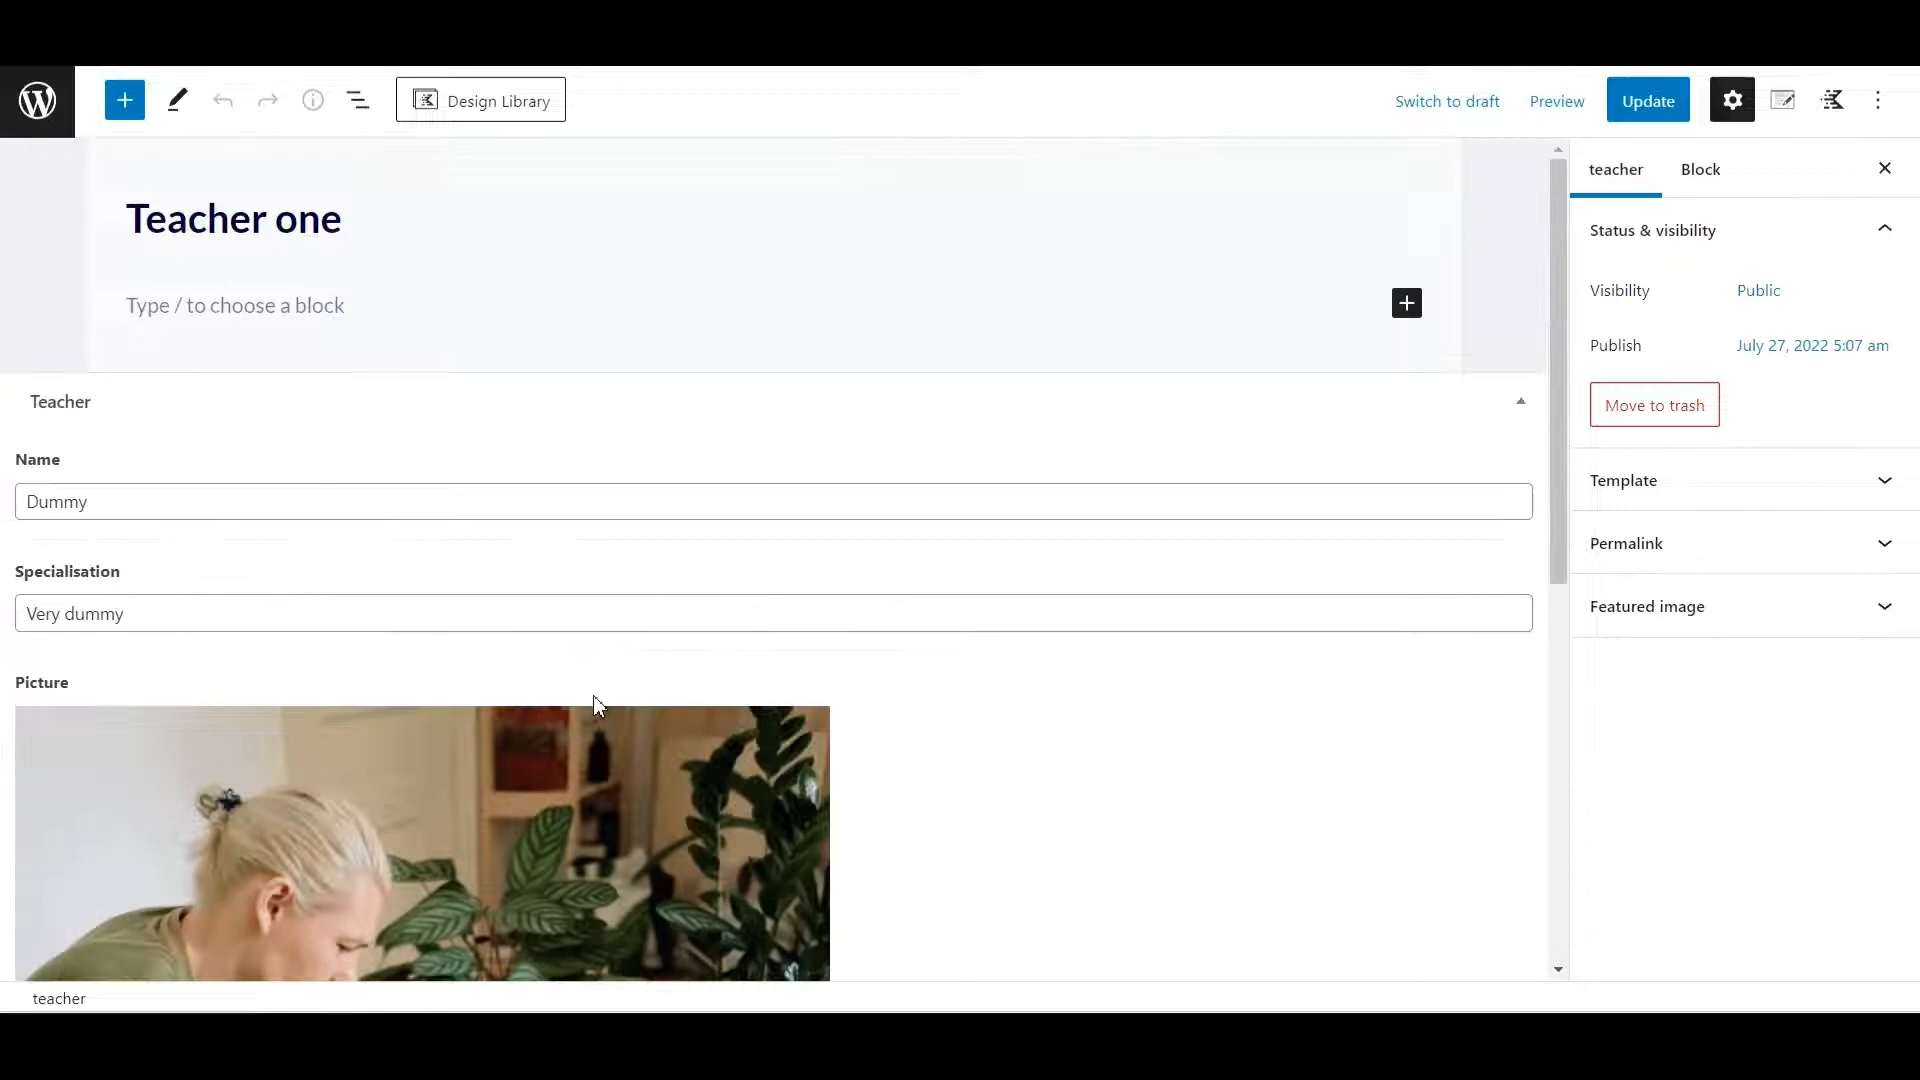 Design Library
Switch to draft
Preview
Update
Teacher one
Type / to choose a block
teacher
Block
Status & visibility
Visibility
Public
Publish
July 27, 2022 5:07 am
Move to trash
Template
Permalink
Featured image
Teacher
Name
Dummy
Specialisation
Very dummy
Picture
teacher